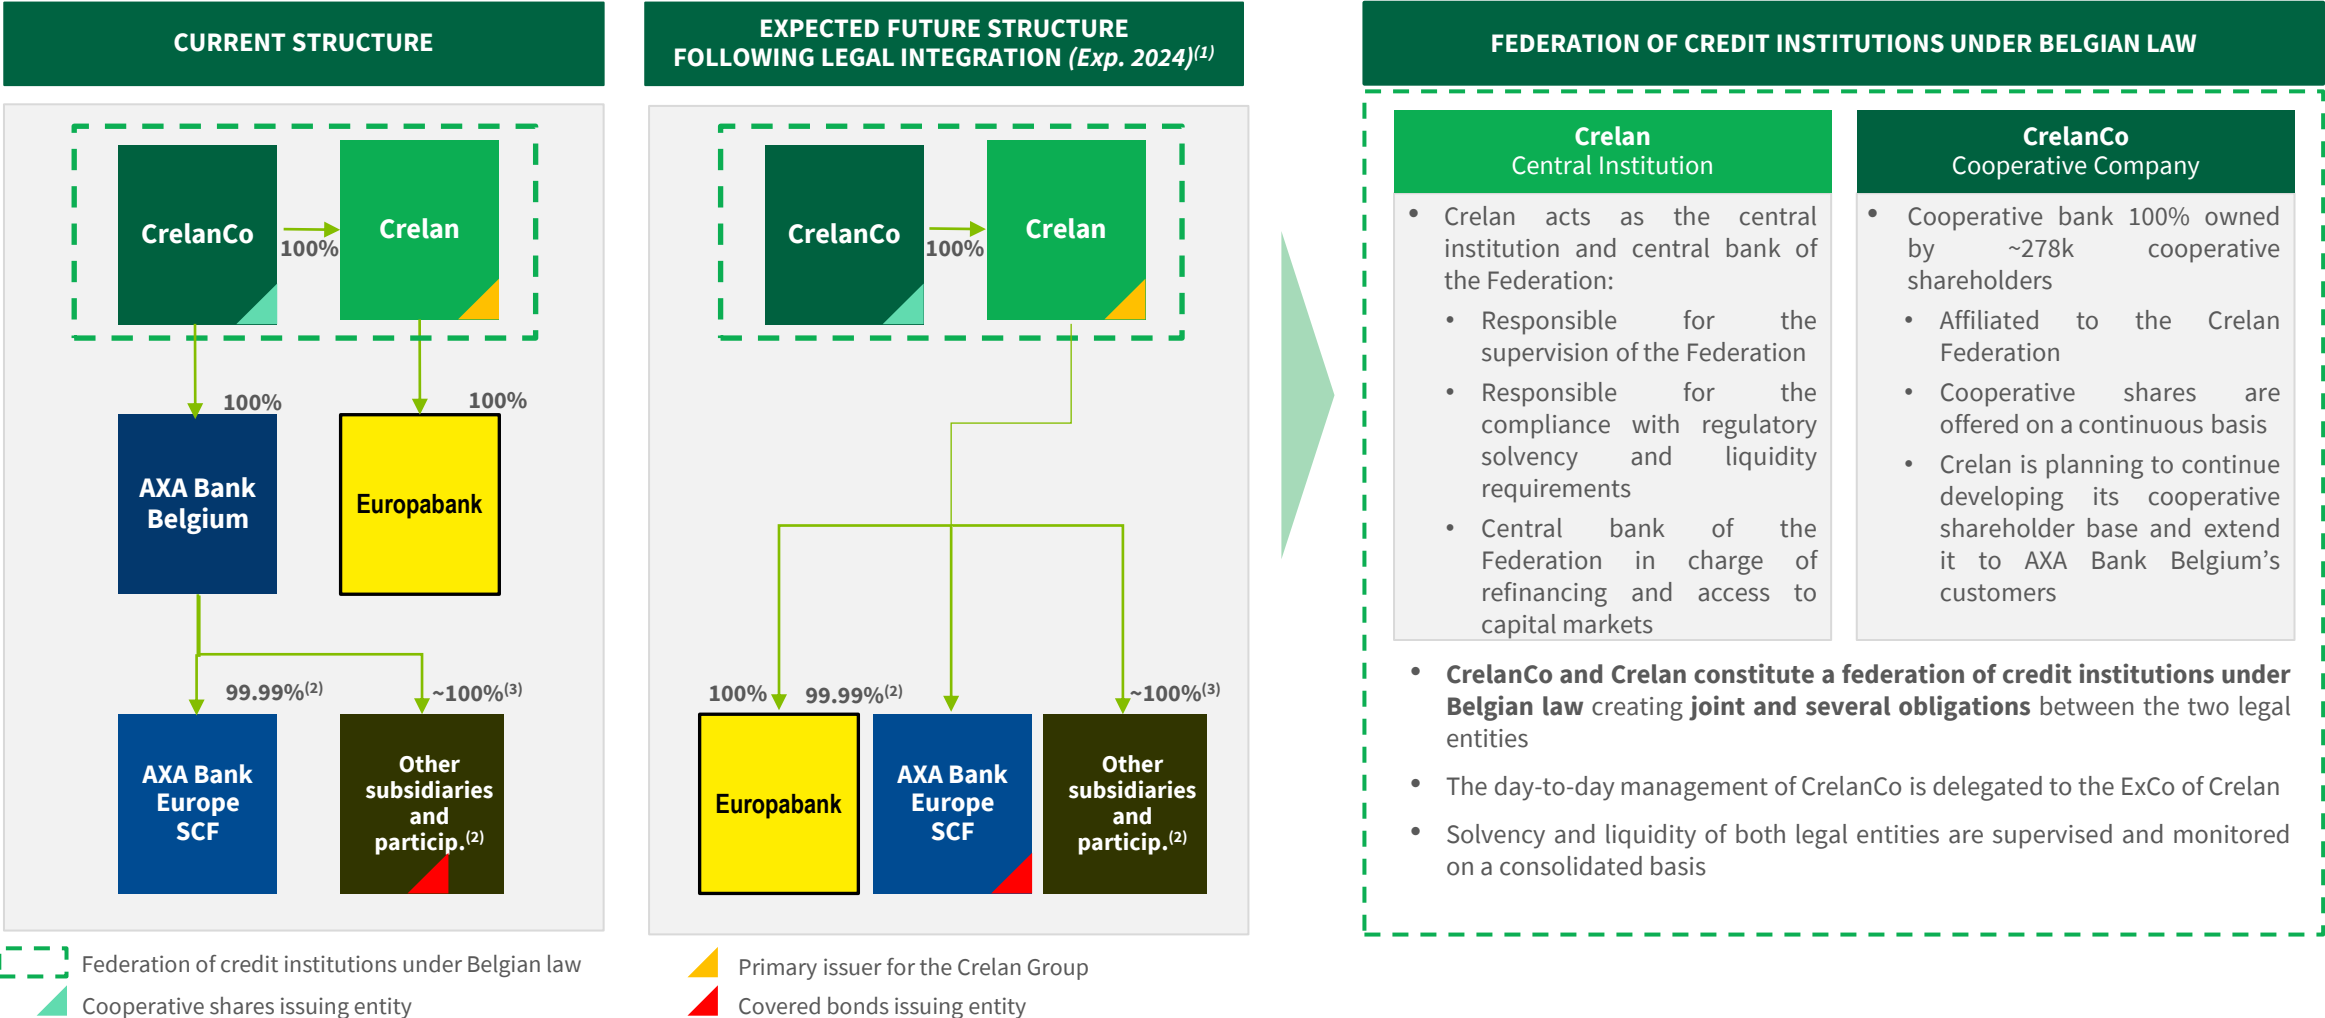 CURRENT STRUCTURE
CrelanCo
100%
Crelan
100%
100%
AXA Bank
Belgium
Europabank
99.99%(2)
~100%(3)
AXA Bank
Europe
SCF
Other
subsidiaries
and
particip.(2)
EXPECTED FUTURE STRUCTURE
FOLLOWING LEGAL INTEGRATION (Exp. 2024)(1)
CrelanCo
100%
Crelan
100%
99.99%(2)
~100%(3)
Europabank
AXA Bank
Europe
SCF
Other
subsidiaries
and
particip.(2)
FEDERATION OF CREDIT INSTITUTIONS UNDER BELGIAN LAW
Crelan
Central Institution
• Crelan acts as the central
institution and central bank of
the Federation:
• Responsible for the
supervision of the Federation
• Responsible for the
compliance with regulatory
solvency and liquidity
requirements
• Central bank of the
Federation in charge of
refinancing and access to
capital markets
CrelanCo
Cooperative Company
• Cooperative bank 100% owned
by ~278k cooperative
shareholders
• Affiliated to the Crelan
Federation
• Cooperative shares are
offered on a continuous basis
• Crelan is planning to continue
developing its cooperative
shareholder base and extend
it to AXA Bank Belgium’s
customers
• CrelanCo and Crelan constitute a federation of credit institutions under
Belgian law creating joint and several obligations between the two legal
entities
• The day-to-day management of CrelanCo is delegated to the ExCo of Crelan
• Solvency and liquidity of both legal entities are supervised and monitored
on a consolidated basis
Federation of credit institutions under Belgian law
Cooperative shares issuing entity
Primary issuer for the Crelan Group
Covered bonds issuing entity